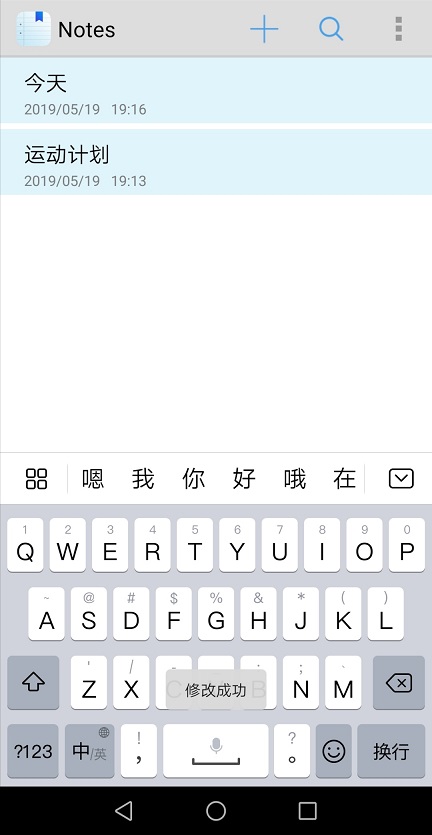 Notes
今天
2019/05/19 19:16
运动计划
2019/05/19 19:13
嗯 我 你 好 哦 在
1 2 3 4 5 6 7 8 9 0
Q W E R T Y U I O P
~ @ # $ % & * ( )
A S D F G H J K L
' / - : ; 、
Z X C B N M
修改成功
! ?
?123 中/英 , 。 换行